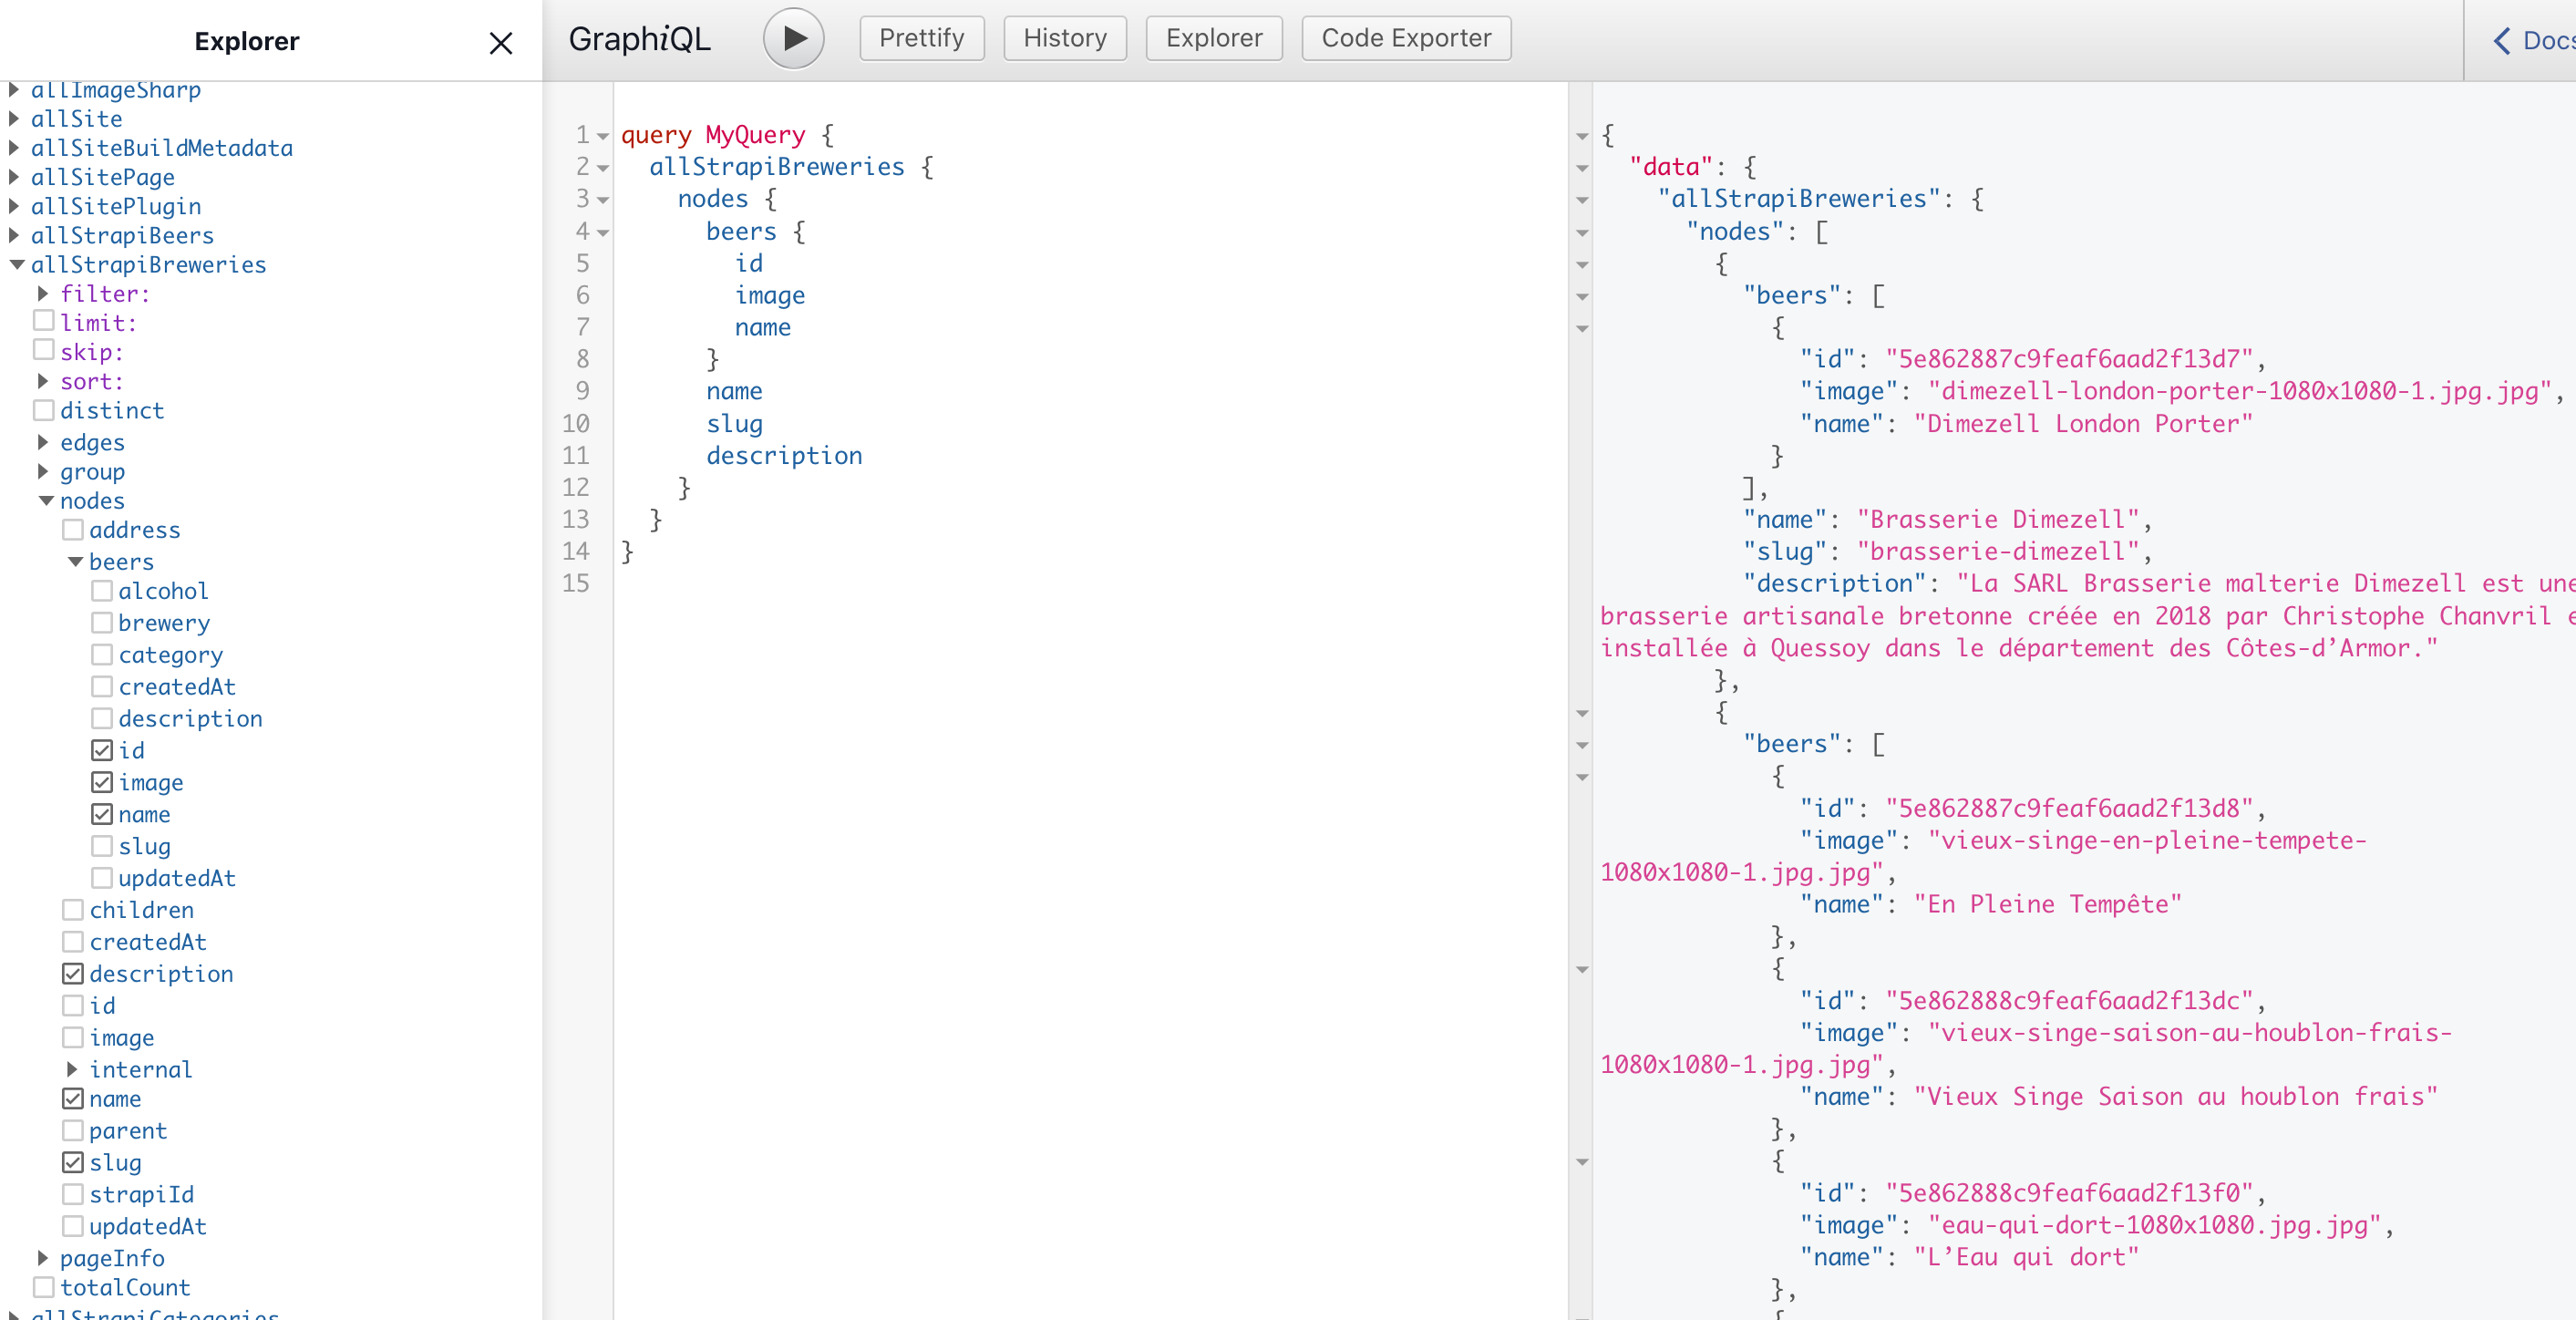 Explorer
allImageSharp
allSite
allSiteBuildMetadata
allSitePage
allSitePlugin
allStrapiBeers
allStrapiBreweries
filter:
limit:
skip:
sort:
distinct
edges
group
nodes
address
beers
alcohol
brewery
category
createdAt
description
id
image
name
slug
updatedAt
children
createdAt
description
id
image
internal
name
parent
slug
strapiId
updatedAt
pageInfo
totalCount
allStrapiCategories
GraphiQL
Prettify
History
Explorer
Code Exporter
Docs
1 query MyQuery {
2 allStrapiBreweries {
3 nodes {
4 beers {
5 id
6 image
7 name
8 }
9 name
10 slug
11 description
12 }
13 }
14 }
15
{
"data": {
"allStrapiBreweries": {
"nodes": [
{
"beers": [
{
"id": "5e862887c9feaf6aad2f13d7",
"image": "dimezell-london-porter-1080x1080-1.jpg.jpg",
"name": "Dimezell London Porter"
}
],
"name": "Brasserie Dimezell",
"slug": "brasserie-dimezell",
"description": "La SARL Brasserie malterie Dimezell est une
brasserie artisanale bretonne créée en 2018 par Christophe Chanvril
installée à Quessoy dans le département des Côtes-d’Armor."
},
{
"beers": [
{
"id": "5e862887c9feaf6aad2f13d8",
"image": "vieux-singe-en-pleine-tempete-
1080x1080-1.jpg.jpg",
"name": "En Pleine Tempête"
},
{
"id": "5e862888c9feaf6aad2f13dc",
"image": "vieux-singe-saison-au-houblon-frais-
1080x1080-1.jpg.jpg",
"name": "Vieux Singe Saison au houblon frais"
},
{
"id": "5e862888c9feaf6aad2f13f0",
"image": "eau-qui-dort-1080x1080.jpg.jpg",
"name": "L’Eau qui dort"
},
{